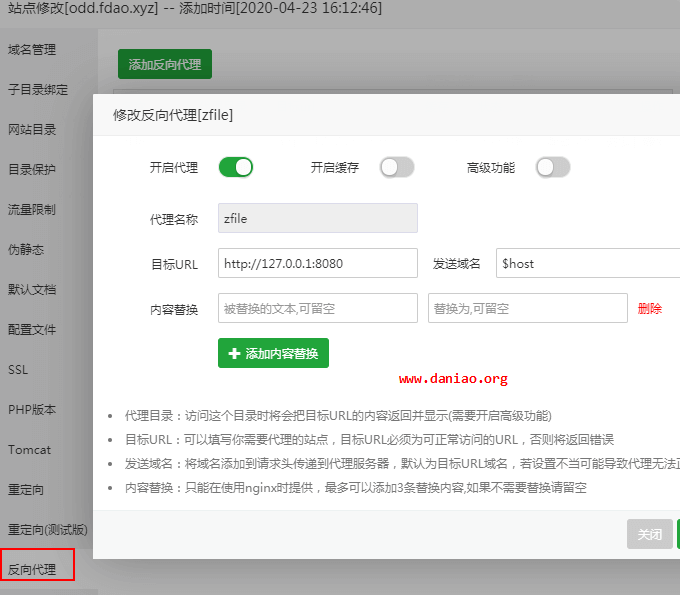 站点修改[odd.fdao.xyz] -- 添加时间[2020-04-23 16:12:46]
域名管理
子目录绑定
网站目录
目录保护
流量限制
伪静态
默认文档
配置文件
SSL
PHP版本
Tomcat
重定向
重定向(测试版)
反向代理
添加反向代理
修改反向代理[zfile]
开启代理 开启缓存 高级功能
代理名称 zfile
目标URL http://127.0.0.1:8080 发送域名 $host
内容替换 被替换的文本,可留空 替换为,可留空 删除
添加内容替换
www.daniao.org
代理目录：访问这个目录时将会把目标URL的内容返回并显示(需要开启高级功能)
目标URL：可以填写你需要代理的站点，目标URL必须为可正常访问的URL，否则将返回错误
发送域名：将域名添加到请求头传递到代理服务器，默认为目标URL域名，若设置不当可能导致代理无法
内容替换：只能在使用nginx时提供，最多可以添加3条替换内容,如果不需要替换请留空
关闭